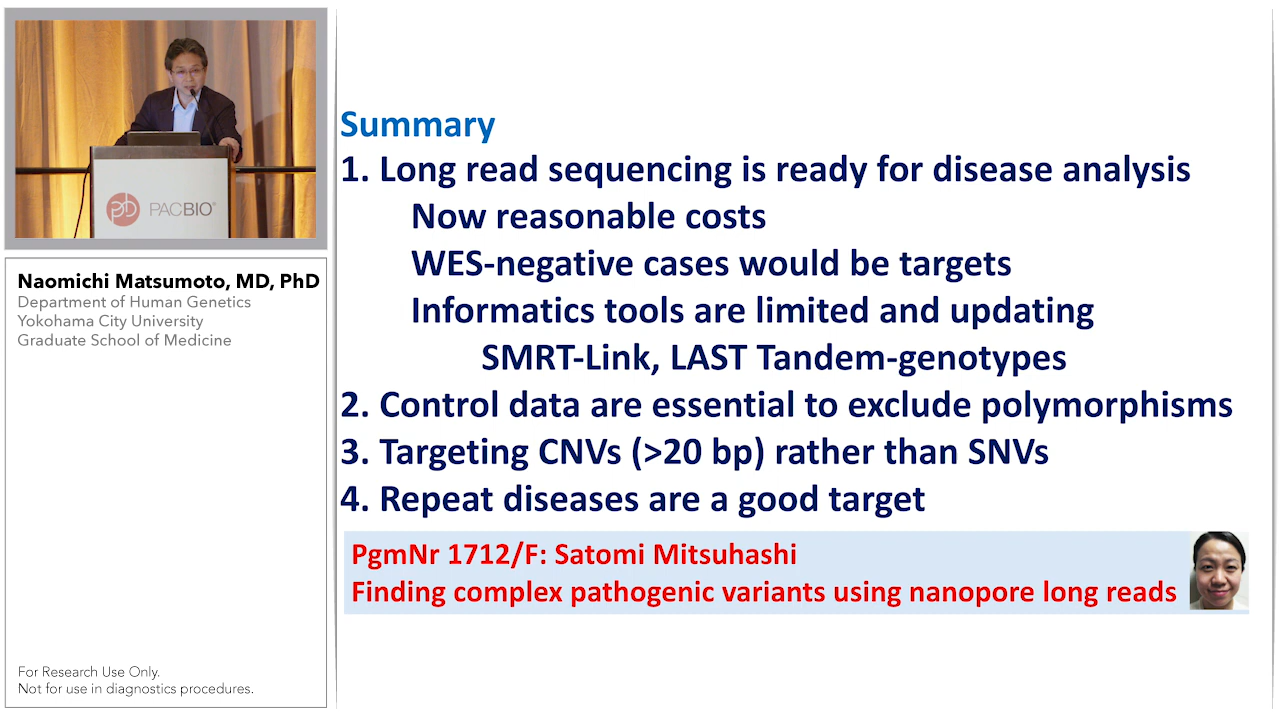 PACBIO®
Naomichi Matsumoto, MD, PhD
Department of Human Genetics
Yokohama City University
Graduate School of Medicine
For Research Use Only.
Not for use in diagnostics procedures.
Summary
1. Long read sequencing is ready for disease analysis
Now reasonable costs
WES-negative cases would be targets
Informatics tools are limited and updating
SMRT-Link, LAST Tandem-genotypes
2. Control data are essential to exclude polymorphisms
3. Targeting CNVs (>20 bp) rather than SNVs
4. Repeat diseases are a good target
PgmNr 1712/F: Satomi Mitsuhashi
Finding complex pathogenic variants using nanopore long reads